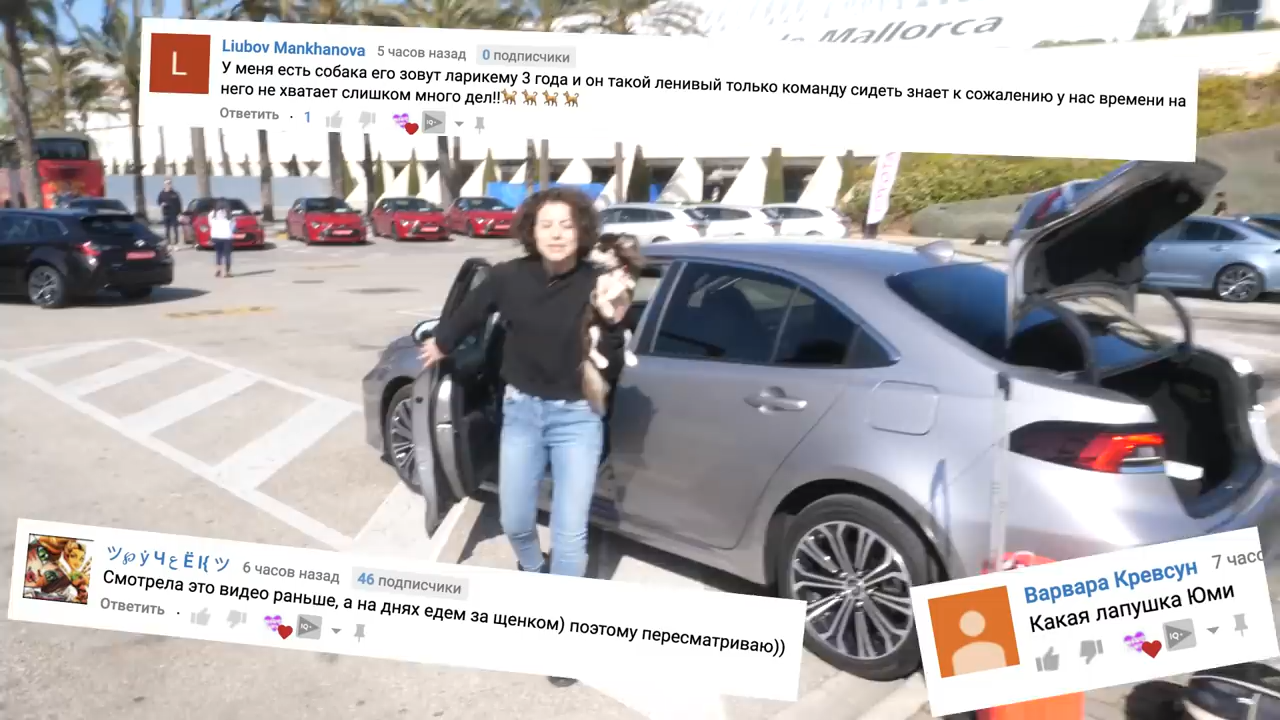 de Mallorca
L
Liubov Mankhanova 5 часов назад 0 подписчики
У меня есть собака его зовут ларикему 3 года и он такой ленивый только команду сидеть знает к сожалению у нас времени на
него не хватает слишком много дел!!🐕🐕🐕🐕
Ответить · 1
6 часов назад 46 подписчики
Смотрела это видео раньше, а на днях едем за щенком) поэтому пересматриваю))
Ответить ·
Варвара Кревсун 7 часо
Какая лапушка Юми